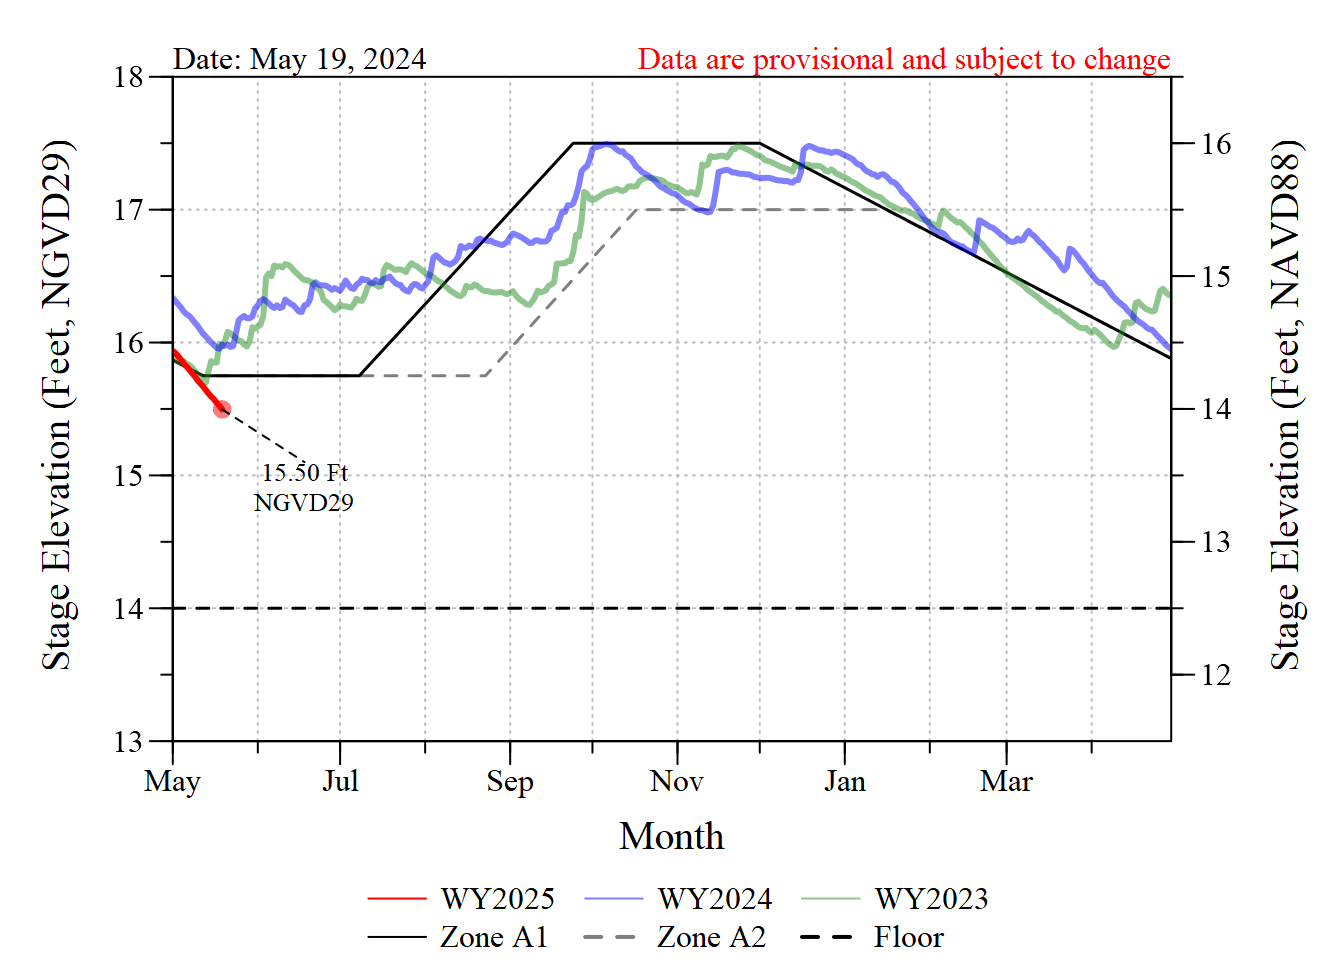 Date: May 19, 2024
Data are provisional and subject to change
Stage Elevation (Feet, NGVD29)
18
17
16
15
14
13
15.50 Ft
NGVD29
16
15
14
13
12
Stage Elevation (Feet, NAVD88)
May Jul Sep Nov Jan Mar
Month
WY2025 WY2024 WY2023
Zone A1 Zone A2 Floor